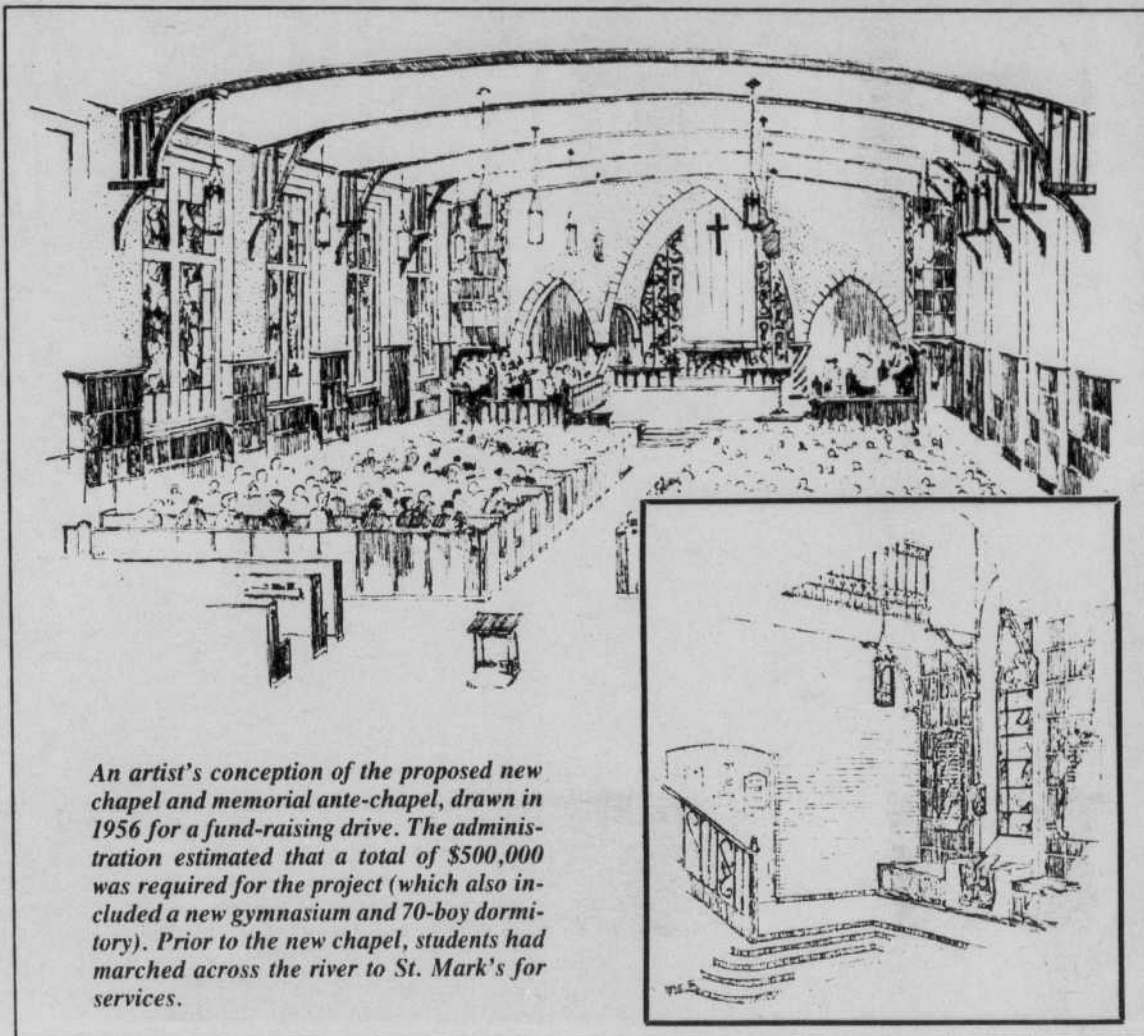 An artist's conception of the proposed new
chapel and memorial ante-chapel, drawn in
1956 for a fund-raising drive. The adminis-
tration estimated that a total of $500,000
was required for the project (which also in-
cluded a new gymnasium and 70-boy dormi-
tory). Prior to the new chapel, students had
marched across the river to St. Mark's for
services.